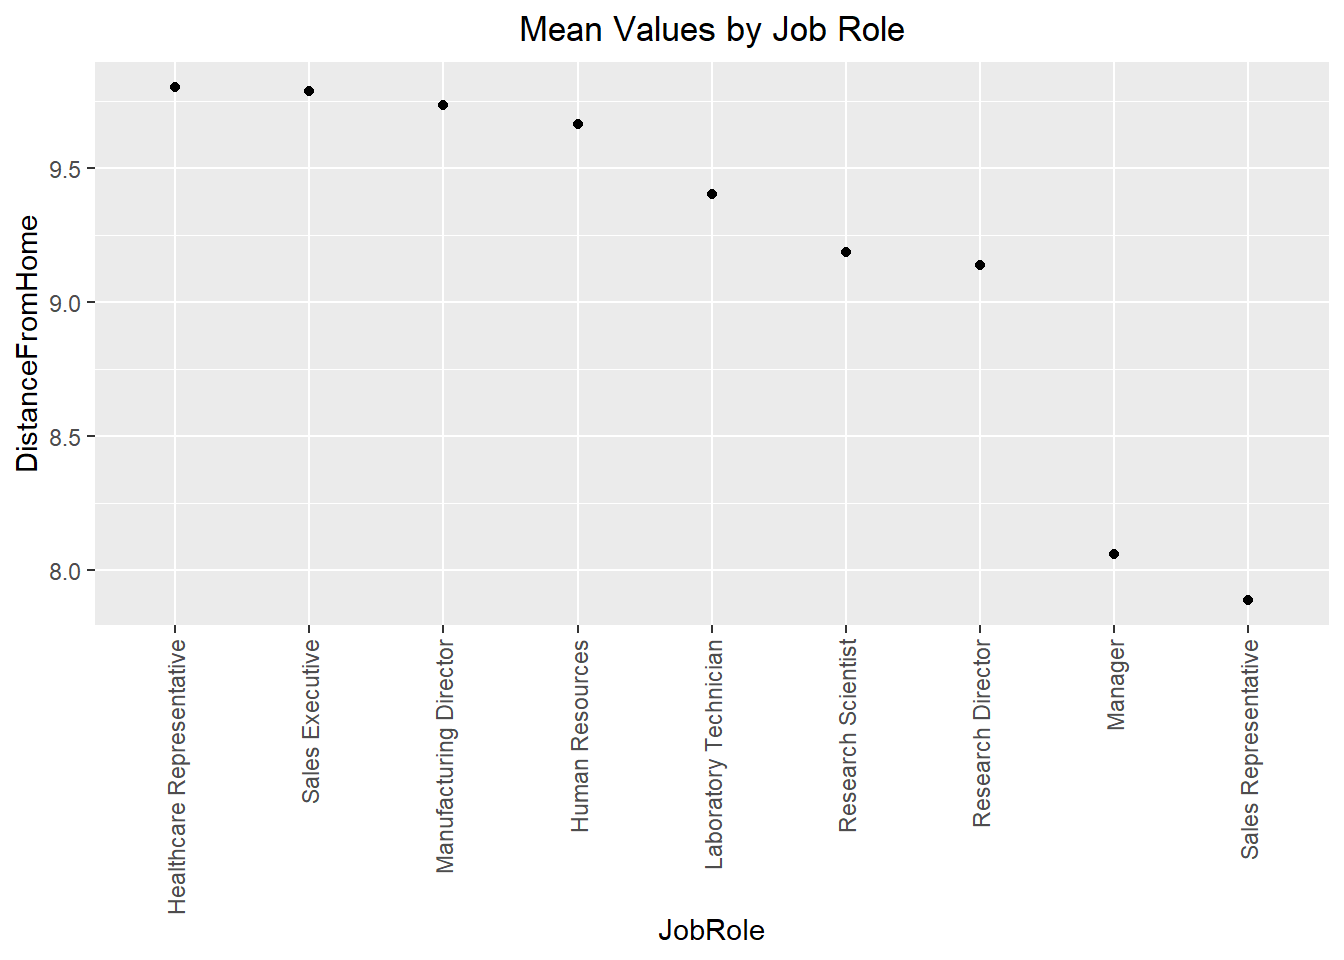 Mean Values by Job Role
DistanceFromHome
9.5
9.0
8.5
8.0
Healthcare Representative
Sales Executive
Manufacturing Director
Human Resources
Laboratory Technician
Research Scientist
Research Director
Manager
Sales Representative
JobRole